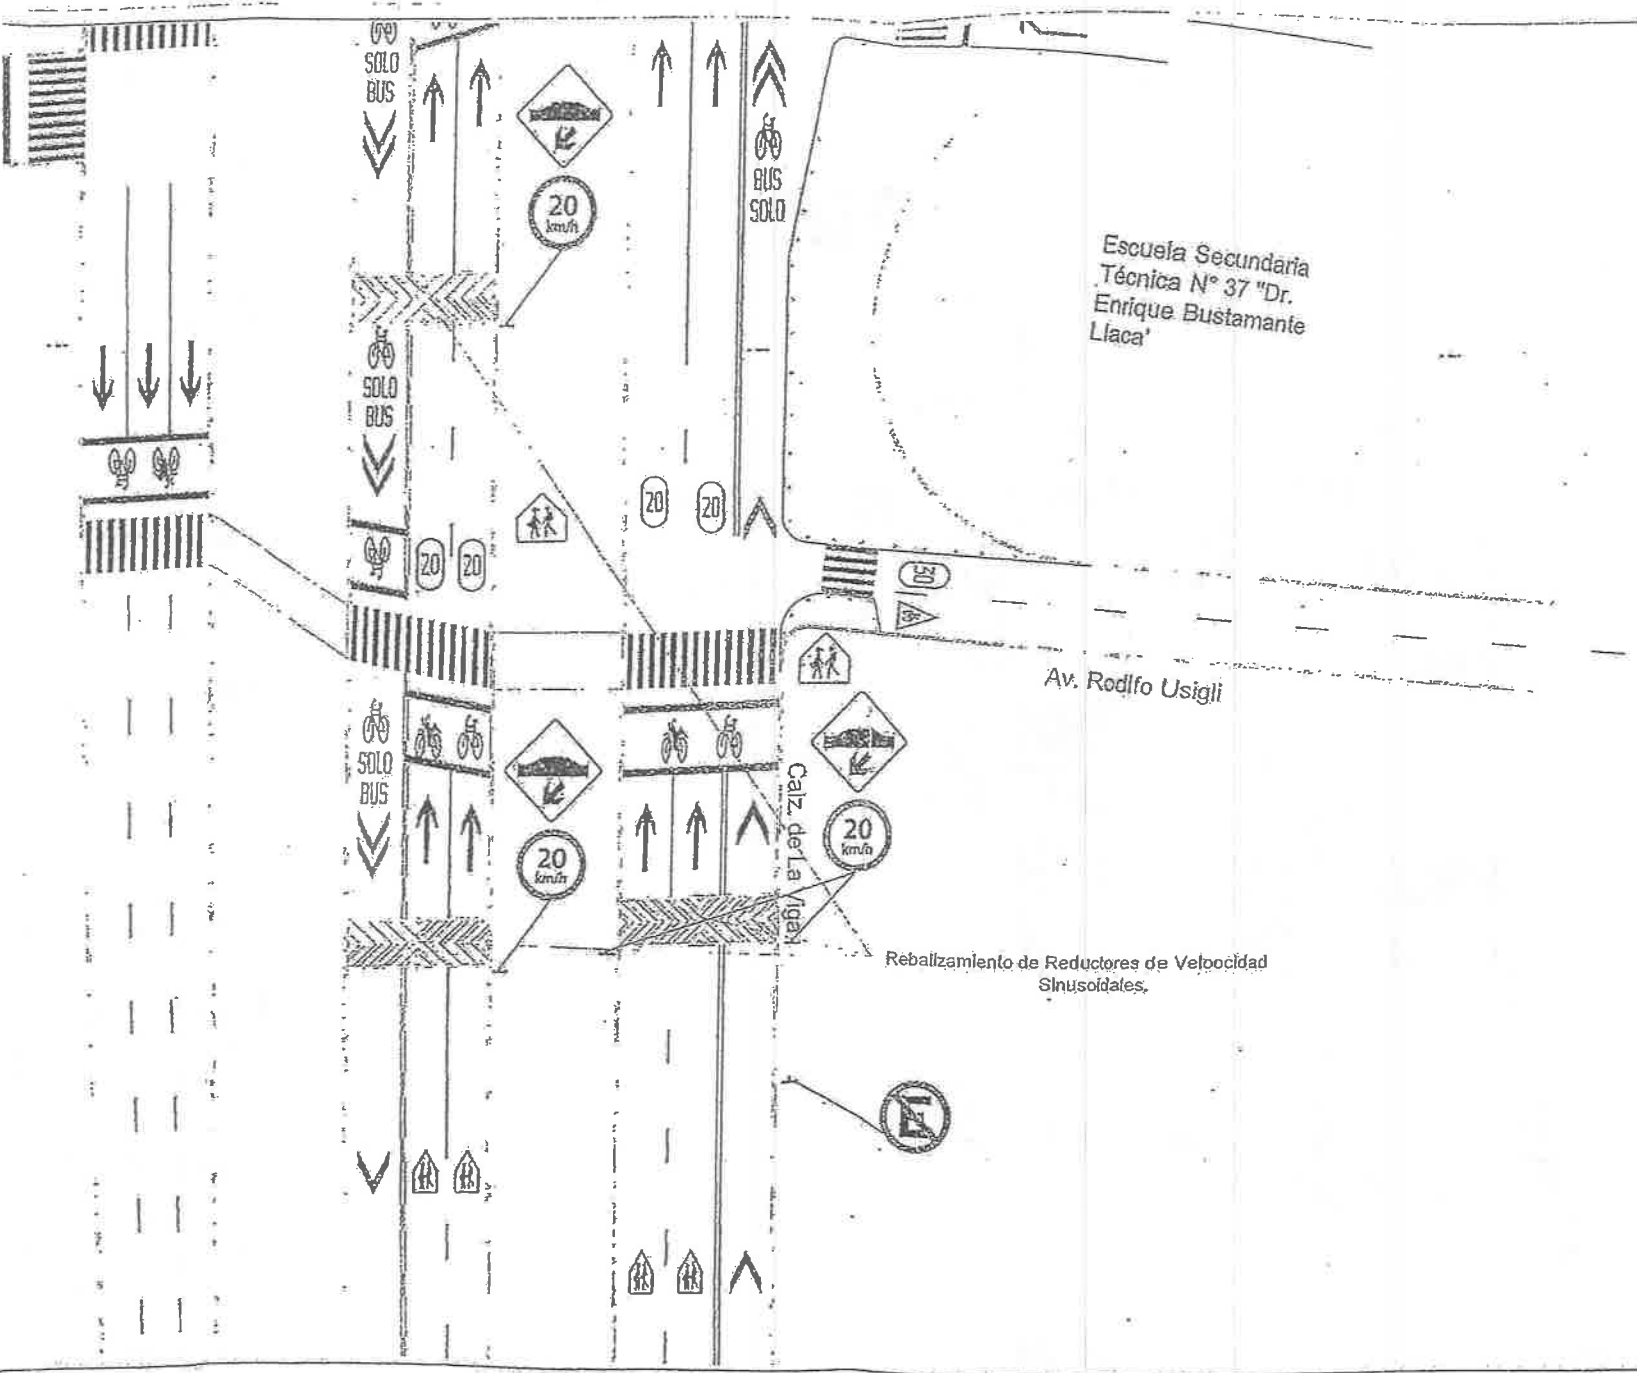 SOLO
BUS
20
km/h
BUS
SOLO
Escuela Secundaria
Técnica N° 37 "Dr.
Enrique Bustamante
Llaca'
SOLO
BUS
20
20
20
20
30
Av. Rodlfo Usigli
SOLO
BUS
20
km/h
20
km/h
Calz. de La Viga
Rebalizamiento de Reductores de Veloocidad
Sinusoidales.
E